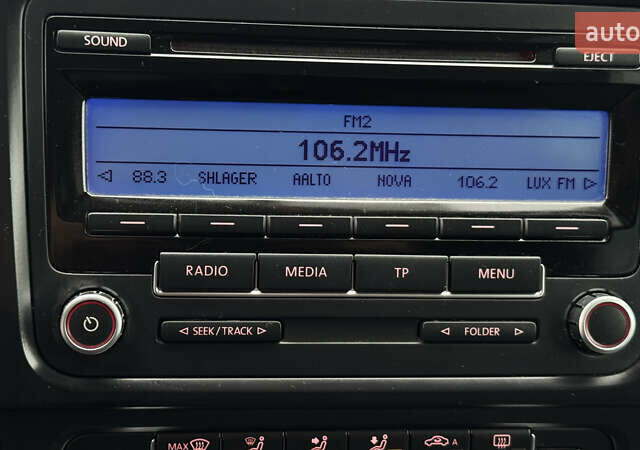 auto
SOUND
EJECT
FM2
106.2MHz
◁ 88.3 SHLAGER AALTO NOVA 106.2 LUX FM ▷
RADIO MEDIA TP MENU
◁ SEEK/TRACK ▷ ◁ FOLDER ▷
MAX A